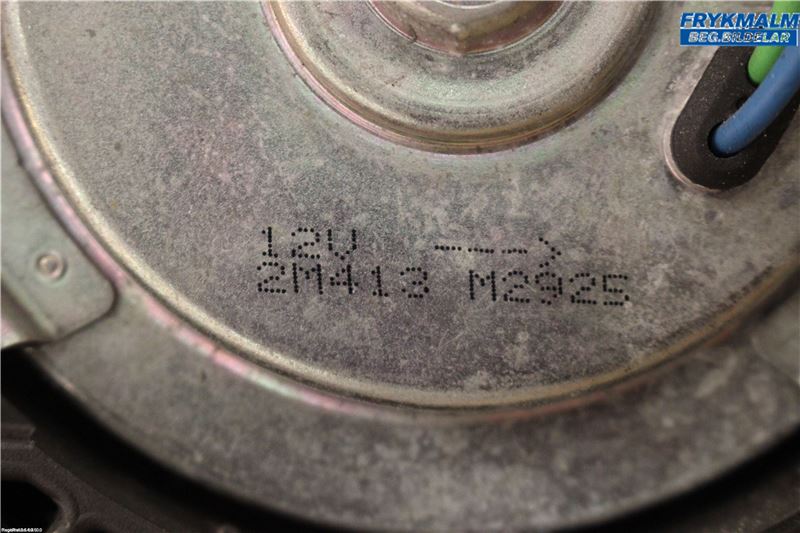 FRYKMALM
BEG.BILDELAR
12V --->
2M413 M2925